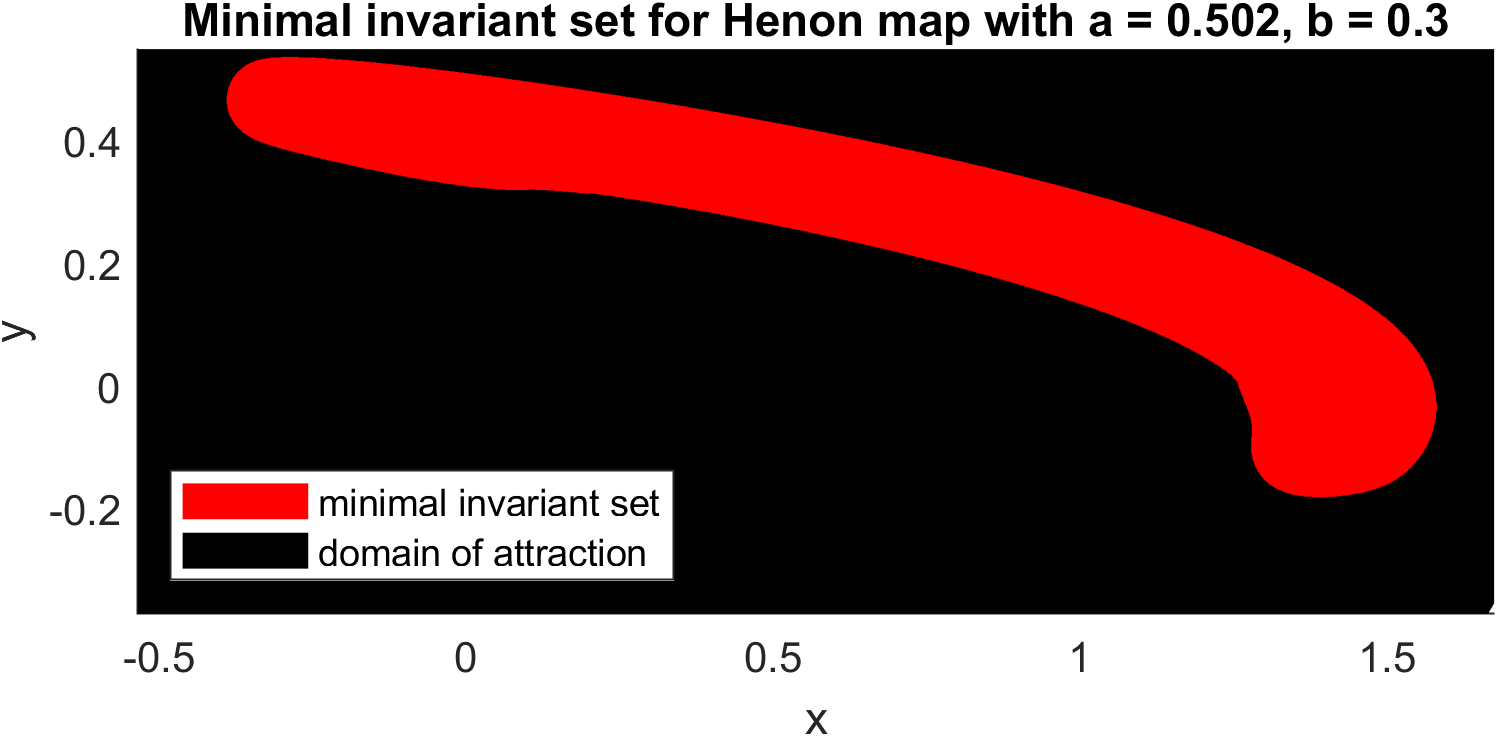 Minimal invariant set for Henon map with a = 0.502, b = 0.3
0.4
0.2
0
-0.2
y
minimal invariant set
domain of attraction
-0.5 0 0.5 1 1.5
x